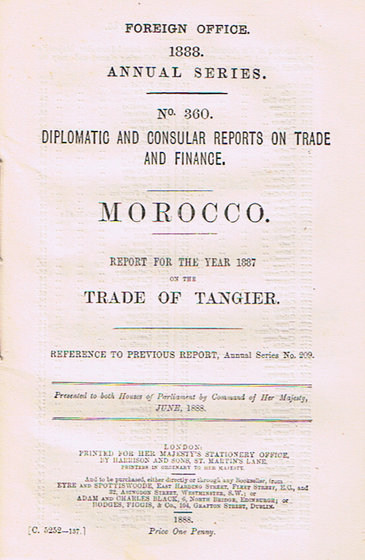 FOREIGN OFFICE.
1888.
ANNUAL SERIES.
No. 360.
DIPLOMATIC AND CONSULAR REPORTS ON TRADE
AND FINANCE.
MOROCCO.
REPORT FOR THE YEAR 1887
ON THE
TRADE OF TANGIER.
REFERENCE TO PREVIOUS REPORT, Annual Series No. 209.
Presented to both Houses of Parliament by Command of Her Majesty,
JUNE, 1888.
LONDON:
PRINTED FOR HER MAJESTY'S STATIONERY OFFICE,
BY HARRISON AND SONS, ST. MARTIN'S LANE,
PRINTERS IN ORDINARY TO HER MAJESTY.
And to be purchased, either directly or through any Bookseller, from
EYRE AND SPOTTISWOODE, EAST HARDING STREET, FLEET STREET, E.C., and
32, ABINGDON STREET, WESTMINSTER, S.W.; or
ADAM AND CHARLES BLACK, 6, NORTH BRIDGE, EDINBURGH; or
HODGES, FIGGIS, & Co., 104, GRAFTON STREET, DUBLIN.
1888.
[C. 5252—137.] Price One Penny.